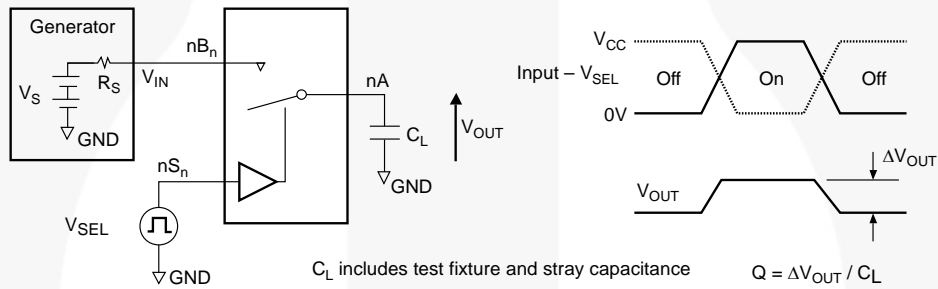 Generator
nB_n
nA
R_S
V_IN
V_S
GND
C_L
V_OUT
GND
nS_n
V_SEL
GND
C_L includes test fixture and stray capacitance
V_CC
Input – V_SEL
Off
On
Off
0V
ΔV_OUT
V_OUT
Q = ΔV_OUT / C_L